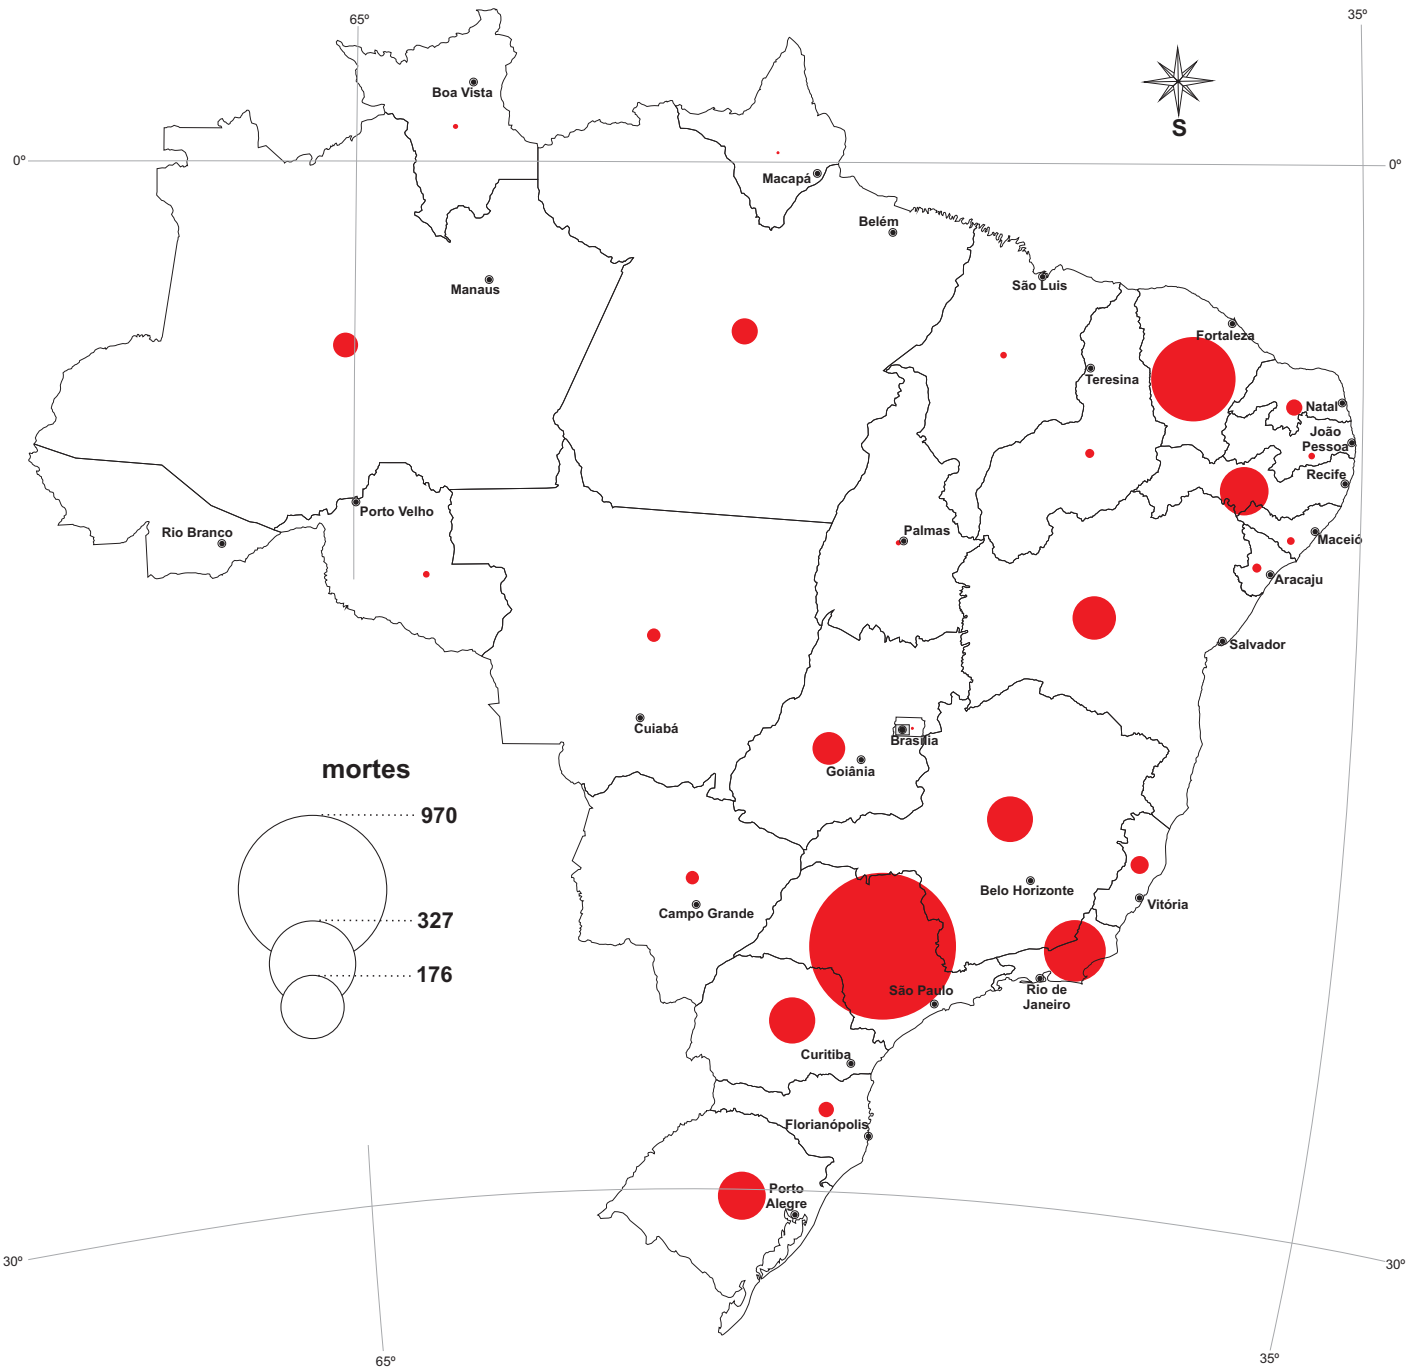 65º
35º
Boa Vista
S
0º
0º
Macapá
Belém
Manaus
São Luis
Fortaleza
Teresina
Natal
João
Pessoa
Recife
Porto Velho
Rio Branco
Palmas
Maceió
Aracaju
Salvador
Cuiabá
Brasília
Goiânia
mortes
970
327
176
Belo Horizonte
Vitória
Campo Grande
São Paulo
Rio de
Janeiro
Curitiba
Florianópolis
Porto
Alegre
30º
30º
65º
35º